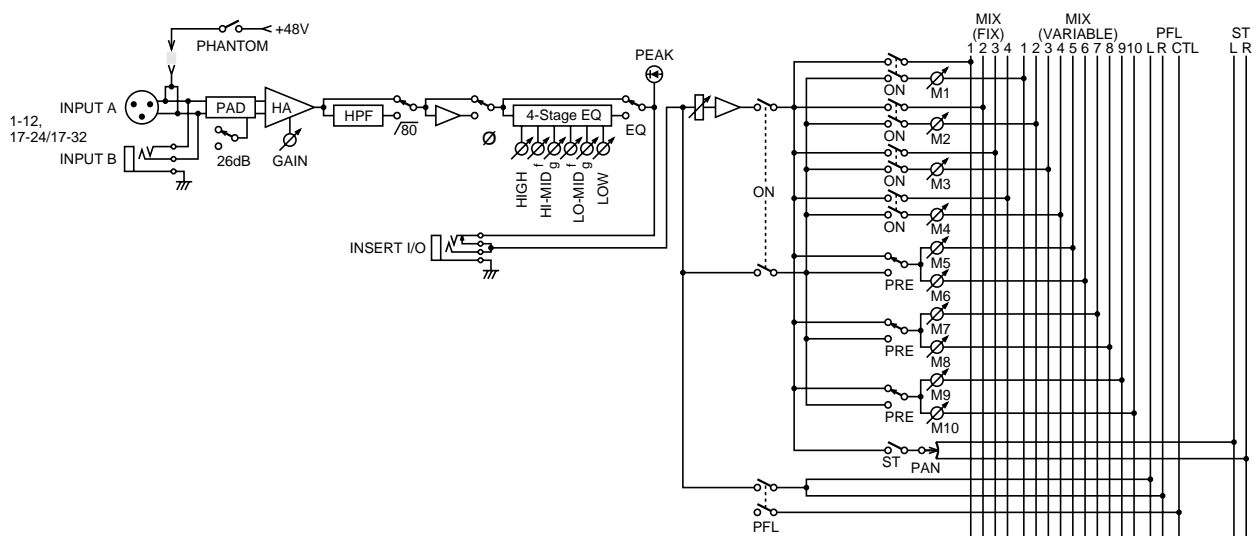 +48V
PHANTOM
MIX
(FIX)
MIX
(VARIABLE)
PFL
ST
1 2 3 4 1 2 3 4 5 6 7 8 9 10 L R CTL L R
PEAK
INPUT A
PAD
HA
HPF
4-Stage EQ
1-12,
17-24/17-32
INPUT B
26dB
GAIN
/80
Ø
EQ
HIGH
HI-MID f
g
LO-MID f
g
LOW
INSERT I/O
ON
ON
M1
ON
M2
ON
M3
ON
M4
M5
PRE
M6
M7
PRE
M8
M9
PRE
M10
ST
PAN
PFL